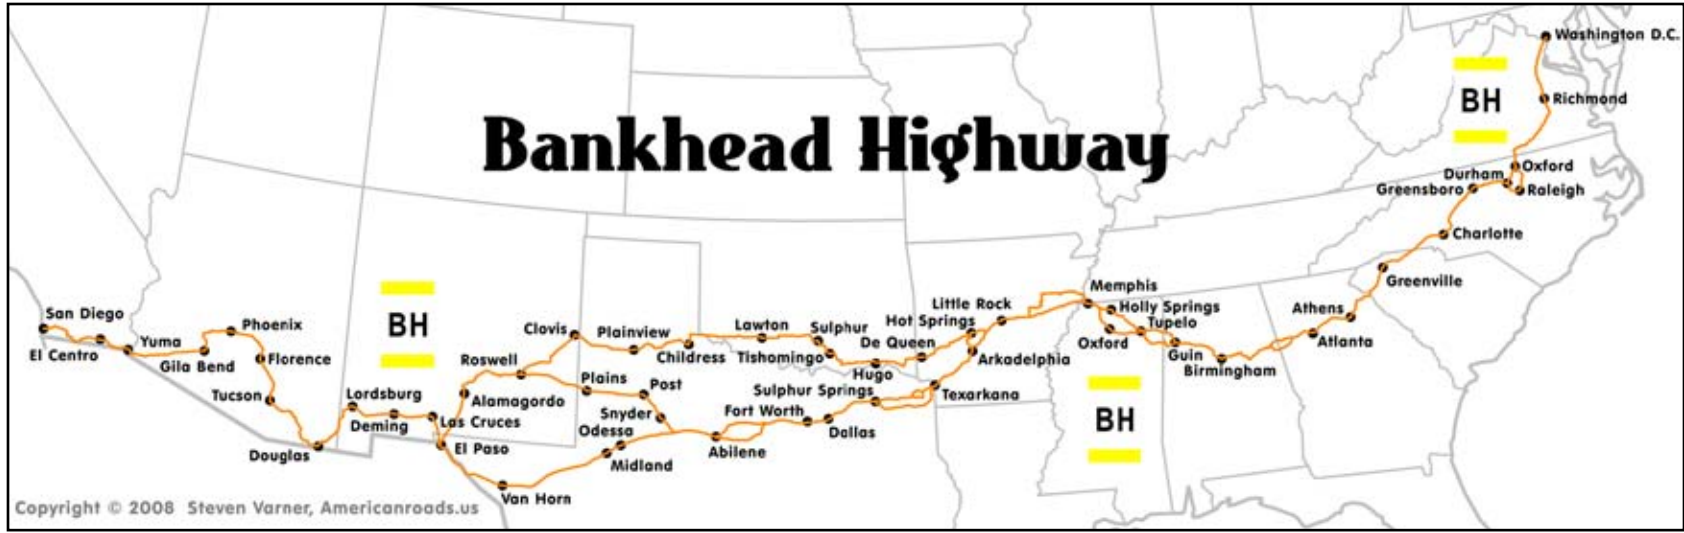 Washington D.C.
BH
Richmond
Bankhead Highway
Oxford
Durham
Greensboro
Raleigh
Charlotte
Greenville
Memphis
Little Rock
Holly Springs
Athens
San Diego
BH
Phoenix
Clovis
Plainview
Lawton
Sulphur
Hot Springs
Tupelo
Yuma
El Centro
Gila Bend
Florence
Roswell
Childress
Tishomingo
De Queen
Arkadelphia
Oxford
Guin
Birmingham
Atlanta
Tucson
Lordsburg
Alamagordo
Plains
Post
Hugo
Sulphur Springs
Texarkana
Deming
Las Cruces
Snyder
Fort Worth
Odessa
Dallas
BH
Douglas
El Paso
Midland
Abilene
Van Horn
Copyright © 2008 Steven Varner, Americanroads.us